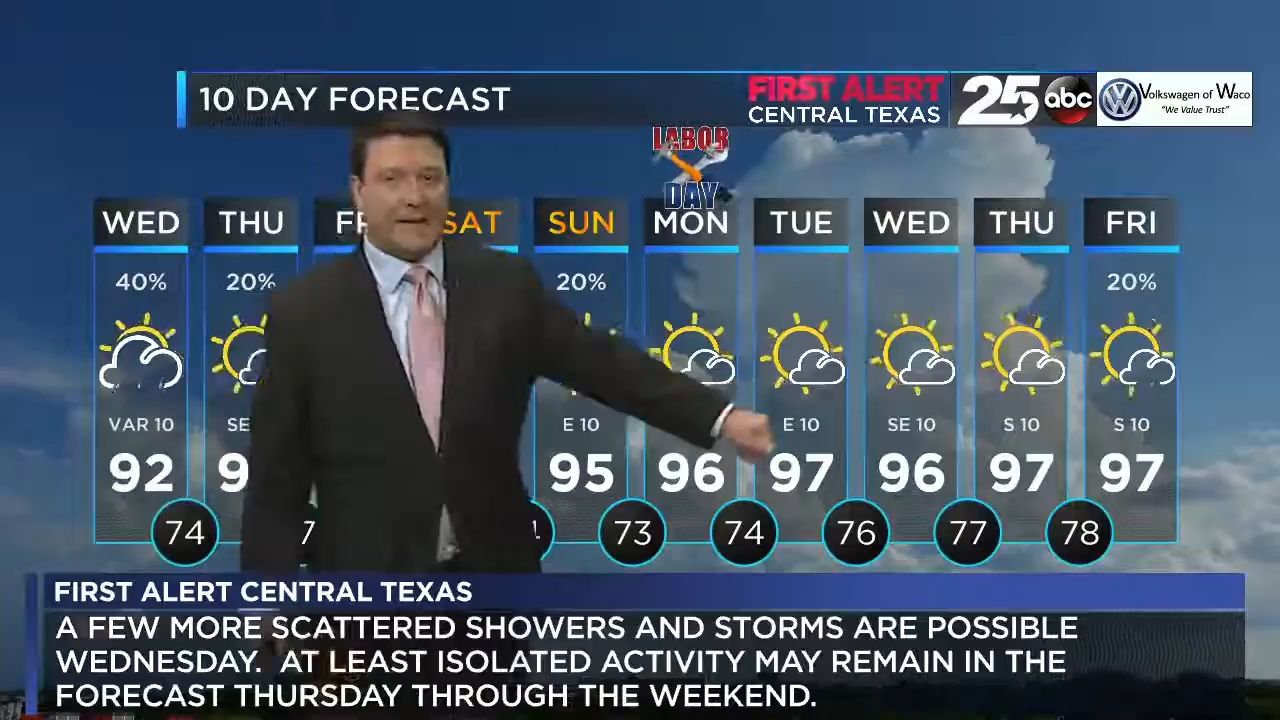 10 DAY FORECAST
FIRST ALERT
CENTRAL TEXAS
25 abc
Volkswagen of Waco
"We Value Trust"
LABOR
DAY
WED THU SAT SUN MON TUE WED THU FRI
40% 20% 20% 20%
VAR 10 SE E 10 E 10 SE 10 S 10 S 10
92 95 96 97 96 97 97
74 73 74 76 77 78
FIRST ALERT CENTRAL TEXAS
A FEW MORE SCATTERED SHOWERS AND STORMS ARE POSSIBLE
WEDNESDAY. AT LEAST ISOLATED ACTIVITY MAY REMAIN IN THE
FORECAST THURSDAY THROUGH THE WEEKEND.